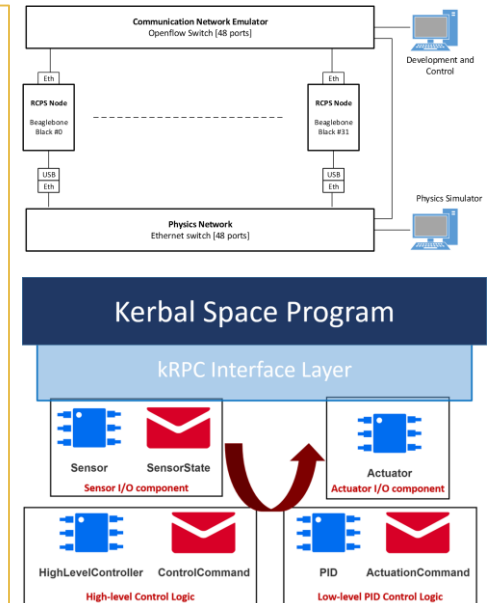 Communication Network Emulator
Openflow Switch [48 ports]
Development and
Control
Eth
Eth
RCPS Node
Beaglebone
Black #0
RCPS Node
Beaglebone
Black #31
USB
Eth
USB
Eth
Physics Simulator
Physics Network
Ethernet switch [48 ports]
Kerbal Space Program
kRPC Interface Layer
Sensor
SensorState
Sensor I/O component
Actuator
Actuator I/O component
HighLevelController
ControlCommand
High-level Control Logic
PID
ActuationCommand
Low-level PID Control Logic